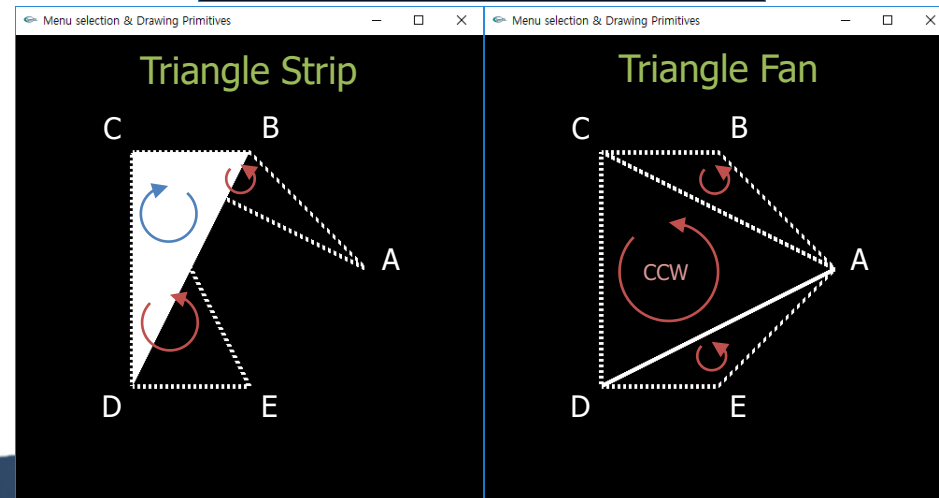 Menu selection & Drawing Primitives
Triangle Strip
C
B
A
D
E
Menu selection & Drawing Primitives
Triangle Fan
C
B
A
CCW
D
E